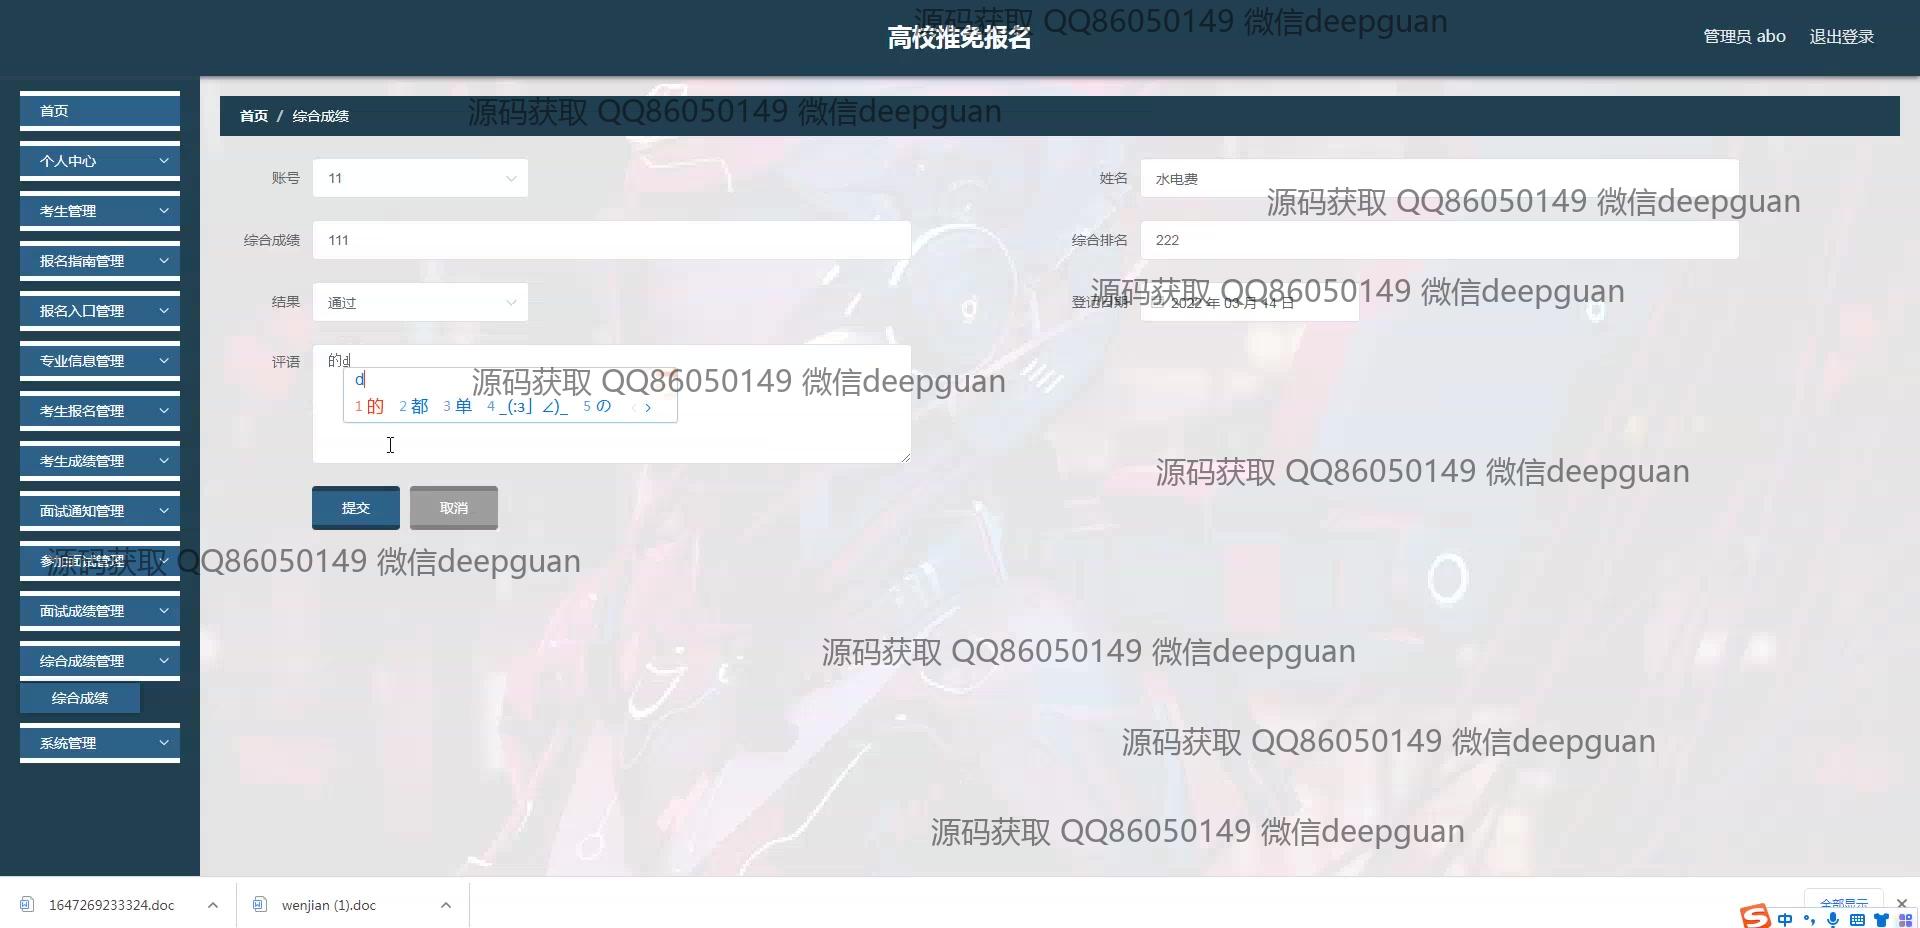 高校推免报名
源码获取 QQ86050149 微信deepguan
管理员 abo
退出登录
首页
个人中心
考生管理
报名指南管理
报名入口管理
专业信息管理
考生报名管理
考生成绩管理
面试通知管理
参加面试管理
面试成绩管理
综合成绩管理
综合成绩
系统管理
首页 / 综合成绩
源码获取 QQ86050149 微信deepguan
账号 11
姓名 水电费
源码获取 QQ86050149 微信deepguan
综合成绩 111
综合排名 222
结果 通过
登记日期 2022 年 03 月 14 日
源码获取 QQ86050149 微信deepguan
评语 的d
d
源码获取 QQ86050149 微信deepguan
1 的 2 都 3 单 4 _(:з」∠)_ 5 の
源码获取 QQ86050149 微信deepguan
提交 取消
源码获取 QQ86050149 微信deepguan
源码获取 QQ86050149 微信deepguan
源码获取 QQ86050149 微信deepguan
源码获取 QQ86050149 微信deepguan
1647269233324.doc
wenjian (1).doc
全部显示
中